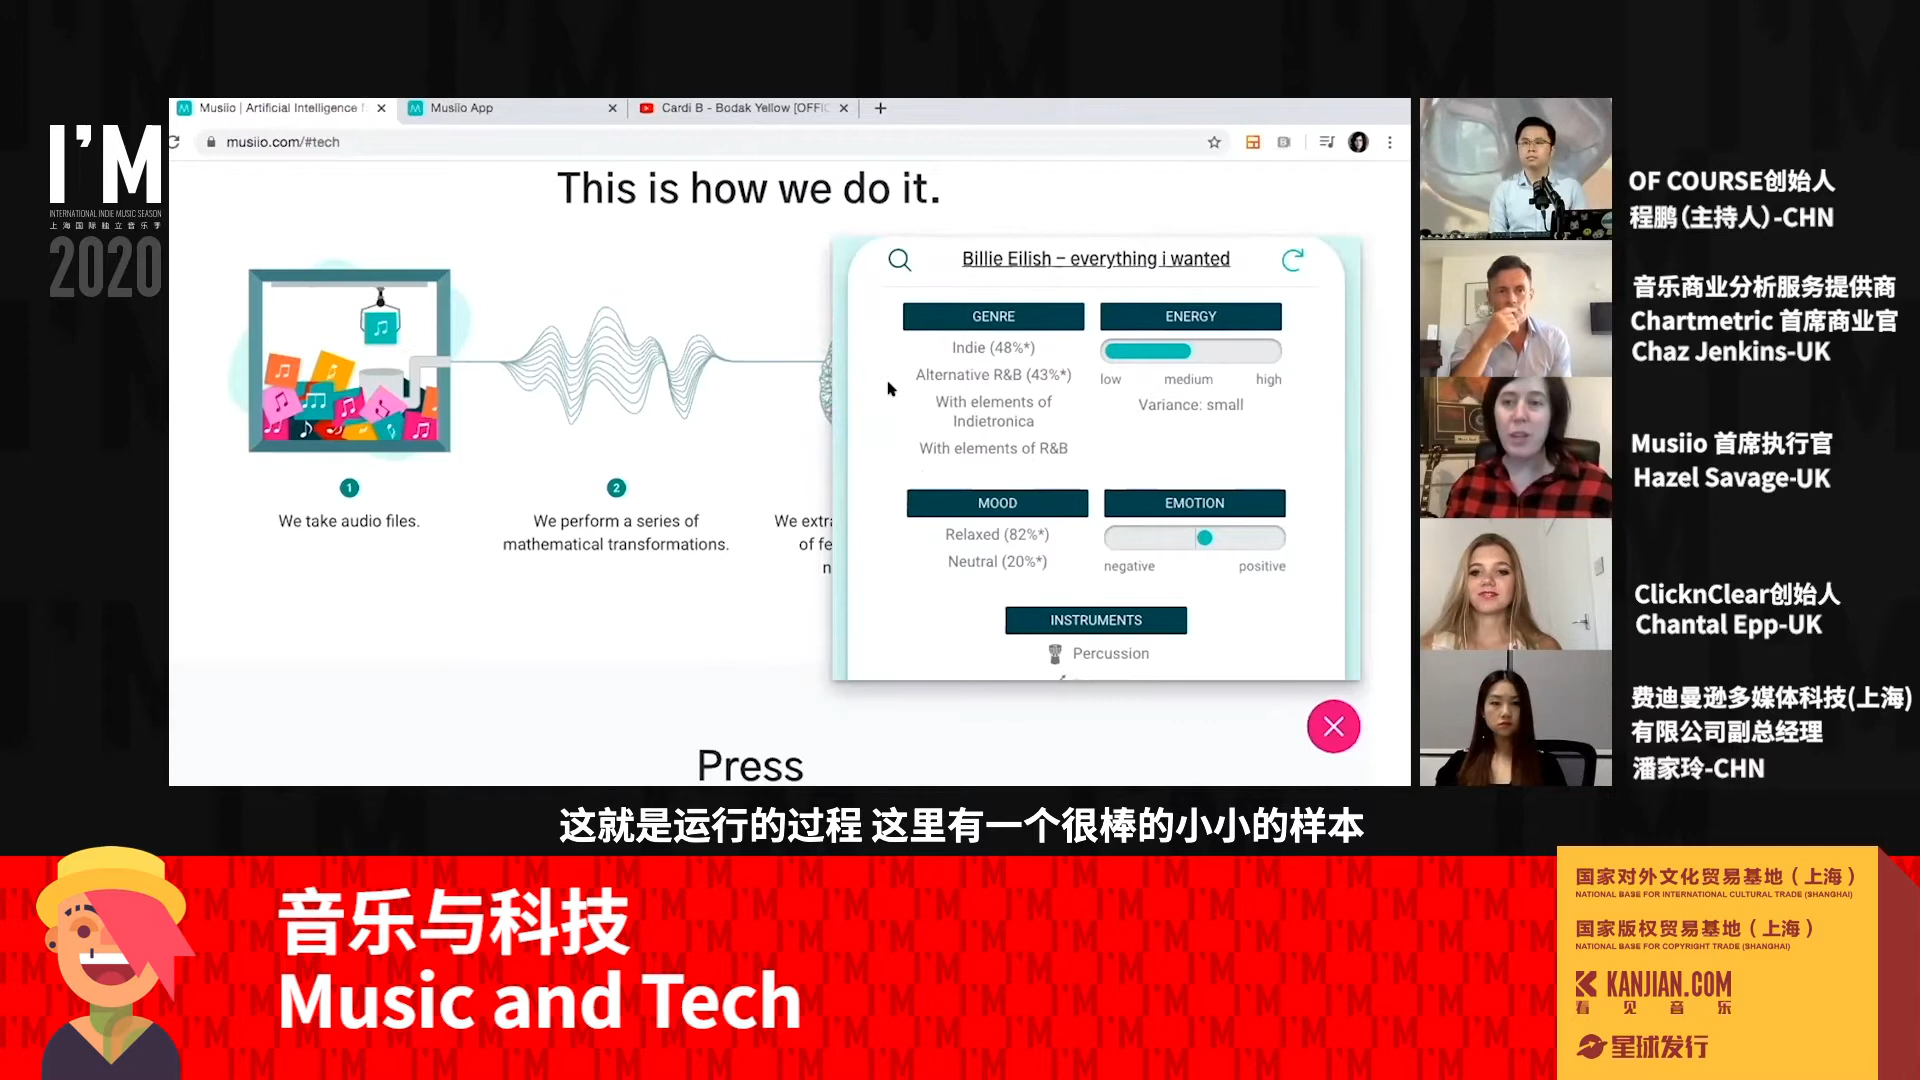 I'M
INTERNATIONAL INDIE MUSIC SEASON
上海国际独立音乐季
2020
Musiio | Artificial Intelligence f
Musiio App
Cardi B - Bodak Yellow [OFFIC
musiio.com/#tech
This is how we do it.
1
We take audio files.
2
We perform a series of
mathematical transformations.
We extra
of fe
n
Billie Eilish – everything i wanted
GENRE
Indie (48%*)
Alternative R&B (43%*)
With elements of
Indietronica
With elements of R&B
ENERGY
low medium high
Variance: small
MOOD
Relaxed (82%*)
Neutral (20%*)
EMOTION
negative positive
INSTRUMENTS
Percussion
Press
OF COURSE创始人
程鹏(主持人)-CHN
音乐商业分析服务提供商
Chartmetric 首席商业官
Chaz Jenkins-UK
Musiio 首席执行官
Hazel Savage-UK
ClicknClear创始人
Chantal Epp-UK
费迪曼逊多媒体科技(上海)
有限公司副总经理
潘家玲-CHN
这就是运行的过程 这里有一个很棒的小小的样本
音乐与科技
Music and Tech
国家对外文化贸易基地（上海）
NATIONAL BASE FOR INTERNATIONAL CULTURAL TRADE (SHANGHAI)
国家版权贸易基地（上海）
NATIONAL BASE FOR COPYRIGHT TRADE (SHANGHAI)
KANJIAN.COM
看见音乐
星球发行